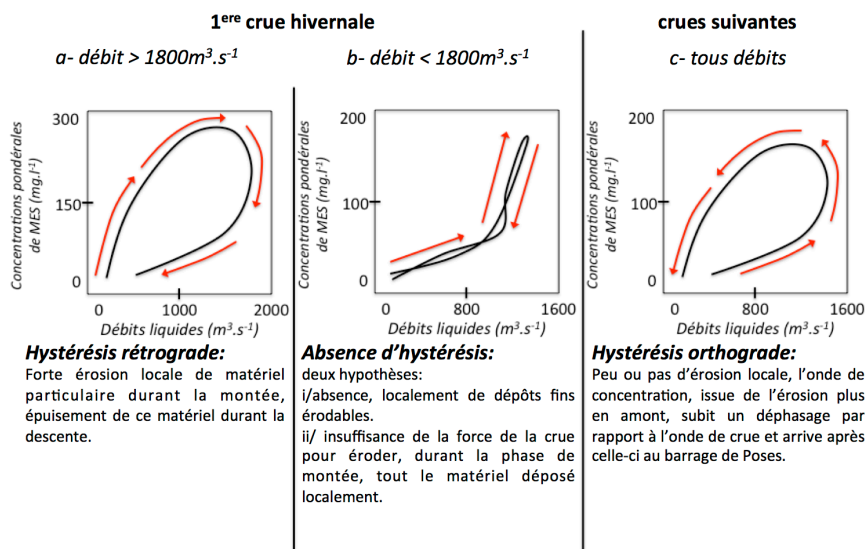 1ere crue hivernale
crues suivantes
a- débit > 1800m³.s-¹
b- débit < 1800m³.s-¹
c- tous débits
Concentrations pondérales
de MES (mg.l-¹)
300
150
0
0
1000
2000
Débits liquides (m³.s-¹)
Concentrations pondérales
de MES (mg.l-¹)
200
100
0
0
800
1600
Débits liquides (m³.s-¹)
Concentrations pondérales
de MES (mg.l-¹)
200
100
0
0
800
1600
Débits liquides (m³.s-¹)
Hystérésis rétrograde:
Forte érosion locale de matériel
particulaire durant la montée,
épuisement de ce matériel durant la
descente.
Absence d’hystérésis:
deux hypothèses:
i/absence, localement de dépôts fins
érodables.
ii/ insuffisance de la force de la crue
pour éroder, durant la phase de
montée, tout le matériel déposé
localement.
Hystérésis orthograde:
Peu ou pas d’érosion locale, l’onde de
concentration, issue de l’érosion plus
en amont, subit un déphasage par
rapport à l’onde de crue et arrive après
celle-ci au barrage de Poses.